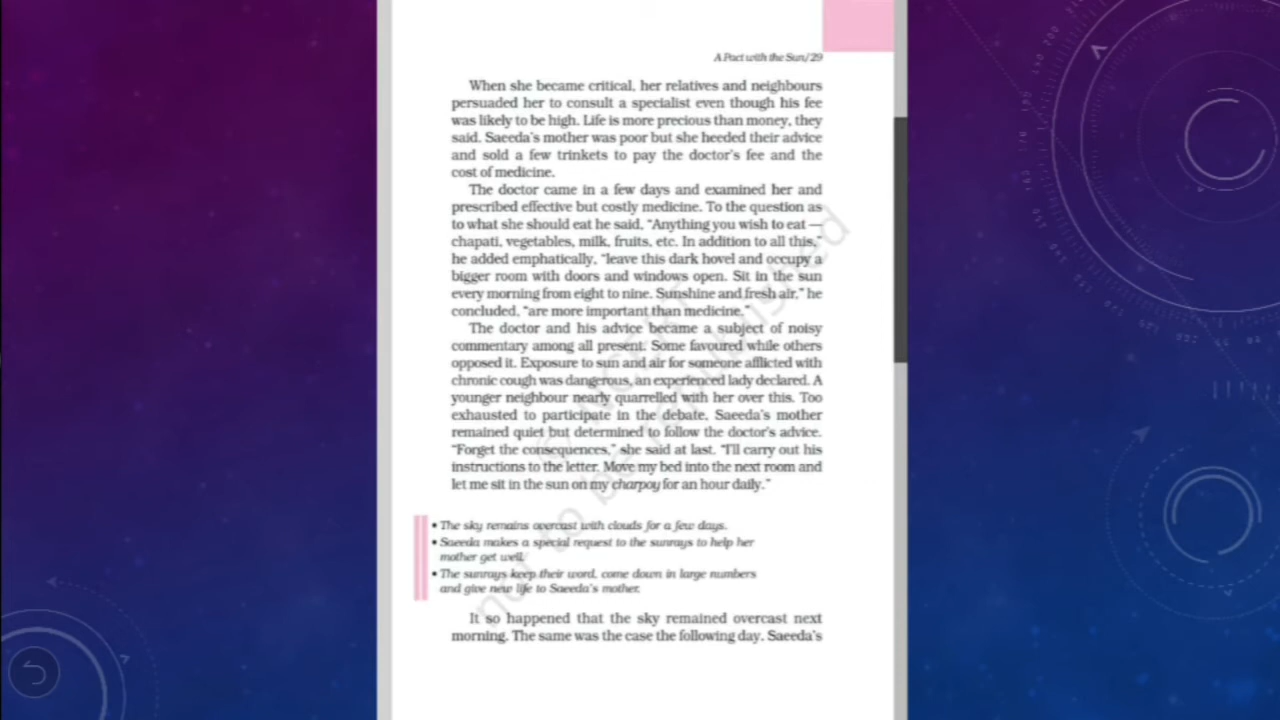 A Pact with the Sun/29
When she became critical, her relatives and neighbours
persuaded her to consult a specialist even though his fee
was likely to be high. Life is more precious than money, they
said. Saeeda's mother was poor but she heeded their advice
and sold a few trinkets to pay the doctor's fee and the
cost of medicine.
The doctor came in a few days and examined her and
prescribed effective but costly medicine. To the question as
to what she should eat he said, “Anything you wish to eat —
chapati, vegetables, milk, fruits, etc. In addition to all this,”
he added emphatically, “leave this dark hovel and occupy a
bigger room with doors and windows open. Sit in the sun
every morning from eight to nine. Sunshine and fresh air,” he
concluded, “are more important than medicine.”
The doctor and his advice became a subject of noisy
commentary among all present. Some favoured while others
opposed it. Exposure to sun and air for someone afflicted with
chronic cough was dangerous, an experienced lady declared. A
younger neighbour nearly quarrelled with her over this. Too
exhausted to participate in the debate, Saeeda's mother
remained quiet but determined to follow the doctor's advice.
“Forget the consequences,” she said at last. “I'll carry out his
instructions to the letter. Move my bed into the next room and
let me sit in the sun on my charpoy for an hour daily.”
• The sky remains overcast with clouds for a few days.
• Saeeda makes a special request to the sunrays to help her
mother get well.
• The sunrays keep their word, come down in large numbers
and give new life to Saeeda's mother.
It so happened that the sky remained overcast next
morning. The same was the case the following day. Saeeda's
not to be republished